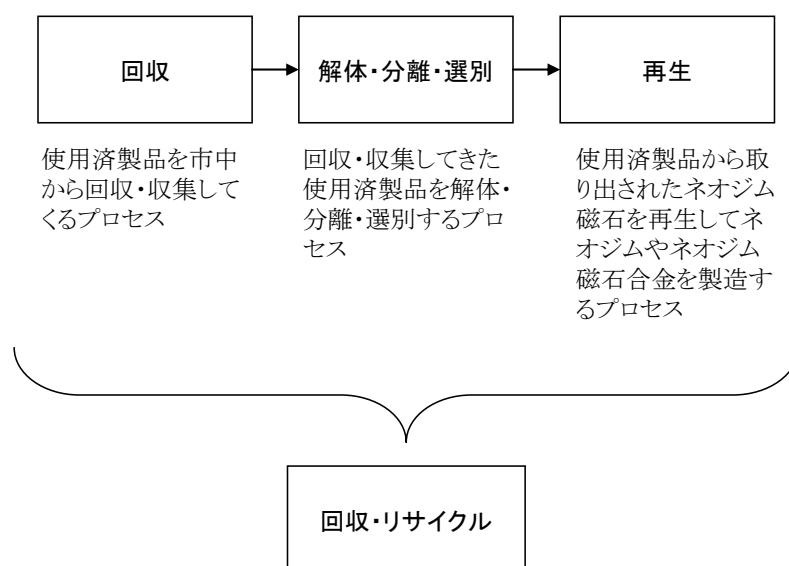 回収
解体・分離・選別
再生
使用済製品を市中
から回収・収集して
くるプロセス
回収・収集してきた
使用済製品を解体・
分離・選別するプロ
セス
使用済製品から取
り出されたネオジム
磁石を再生してネ
オジムやネオジム
磁石合金を製造す
るプロセス
回収・リサイクル